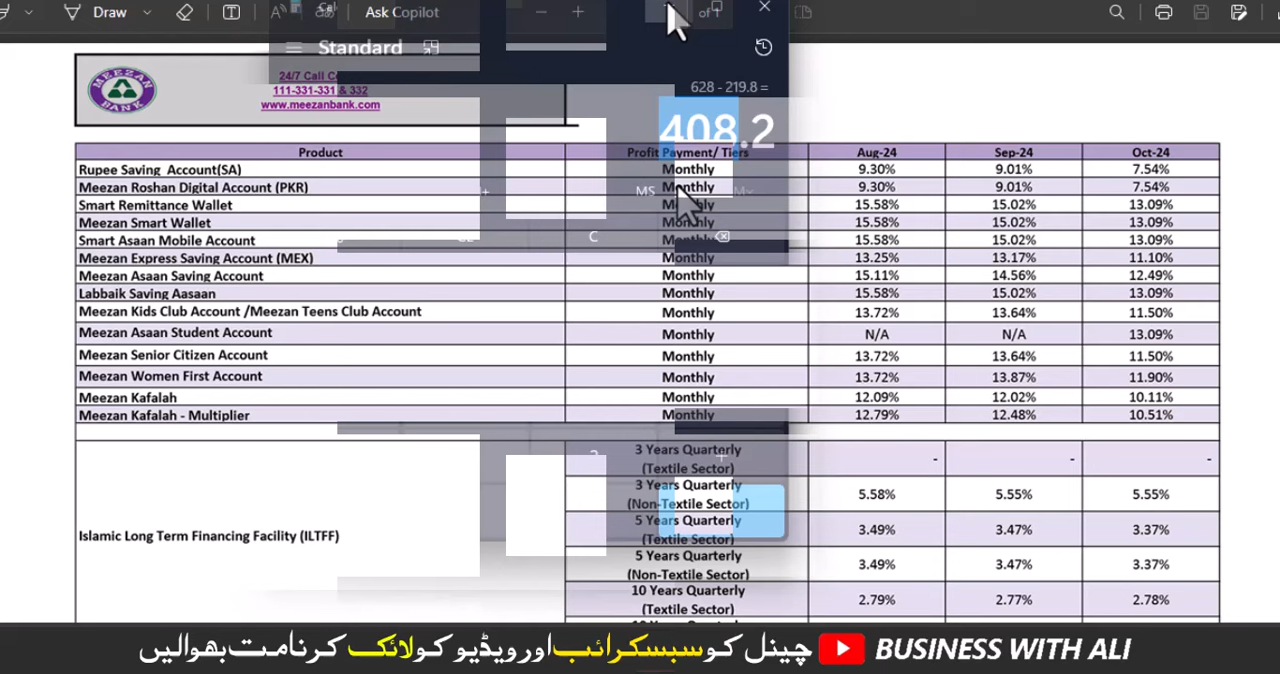 Draw
Ask Copilot
of 1
Standard
628 - 219.8 =
408.2
MEEZAN BANK
111-331-331 & 332
www.meezanbank.com
Product Profit Payment/ Tiers Aug-24 Sep-24 Oct-24
Rupee Saving Account(SA) Monthly 9.30% 9.01% 7.54%
Meezan Roshan Digital Account (PKR) Monthly 9.30% 9.01% 7.54%
MS
Smart Remittance Wallet Monthly 15.58% 15.02% 13.09%
Meezan Smart Wallet Monthly 15.58% 15.02% 13.09%
Smart Asaan Mobile Account Monthly 15.58% 15.02% 13.09%
C
Meezan Express Saving Account (MEX) Monthly 13.25% 13.17% 11.10%
Meezan Asaan Saving Account Monthly 15.11% 14.56% 12.49%
Labbaik Saving Aasaan Monthly 15.58% 15.02% 13.09%
Meezan Kids Club Account /Meezan Teens Club Account Monthly 13.72% 13.64% 11.50%
Meezan Asaan Student Account Monthly N/A N/A 13.09%
Meezan Senior Citizen Account Monthly 13.72% 13.64% 11.50%
Meezan Women First Account Monthly 13.72% 13.87% 11.90%
Meezan Kafalah Monthly 12.09% 12.02% 10.11%
Meezan Kafalah - Multiplier Monthly 12.79% 12.48% 10.51%
Islamic Long Term Financing Facility (ILTFF)
3 Years Quarterly
(Textile Sector) - - -
3 Years Quarterly
(Non-Textile Sector) 5.58% 5.55% 5.55%
5 Years Quarterly
(Textile Sector) 3.49% 3.47% 3.37%
5 Years Quarterly
(Non-Textile Sector) 3.49% 3.47% 3.37%
10 Years Quarterly
(Textile Sector) 2.79% 2.77% 2.78%
چینل کو سبسکرائب اور ویڈیو کو لائک کرنا مت بھولیں
BUSINESS WITH ALI